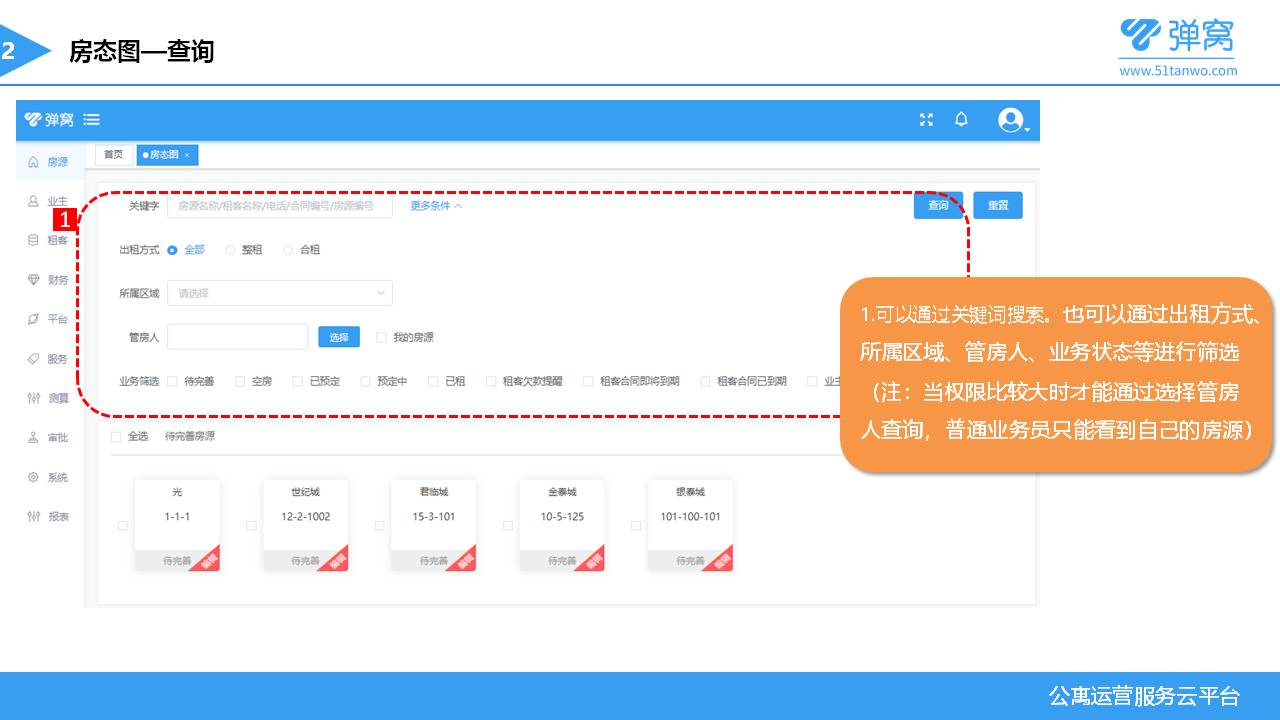 2
房态图—查询
弹窝
www.51tanwo.com
弹窝
首页
房态图 ×
房源
业主
租客
财务
平台
服务
测算
审批
系统
报表
1
关键字 房源名称/租客名称/电话/合同编号/房源编号 更多条件 查询 重置
出租方式 全部 整租 合租
所属区域 请选择
管房人 选择 我的房源
业务筛选 待完善 空房 已预定 预定中 已租 租客欠款提醒 租客合同即将到期 租客合同已到期 业主
全选 待完善房源
光 世纪城 君临城 金泰城 银泰城
1-1-1 12-2-1002 15-3-101 10-5-125 101-100-101
待完善 编辑 待完善 编辑 待完善 编辑 待完善 编辑 待完善 编辑
1.可以通过关键词搜索。也可以通过出租方式、
所属区域、管房人、业务状态等进行筛选
（注：当权限比较大时才能通过选择管房
人查询，普通业务员只能看到自己的房源）
公寓运营服务云平台